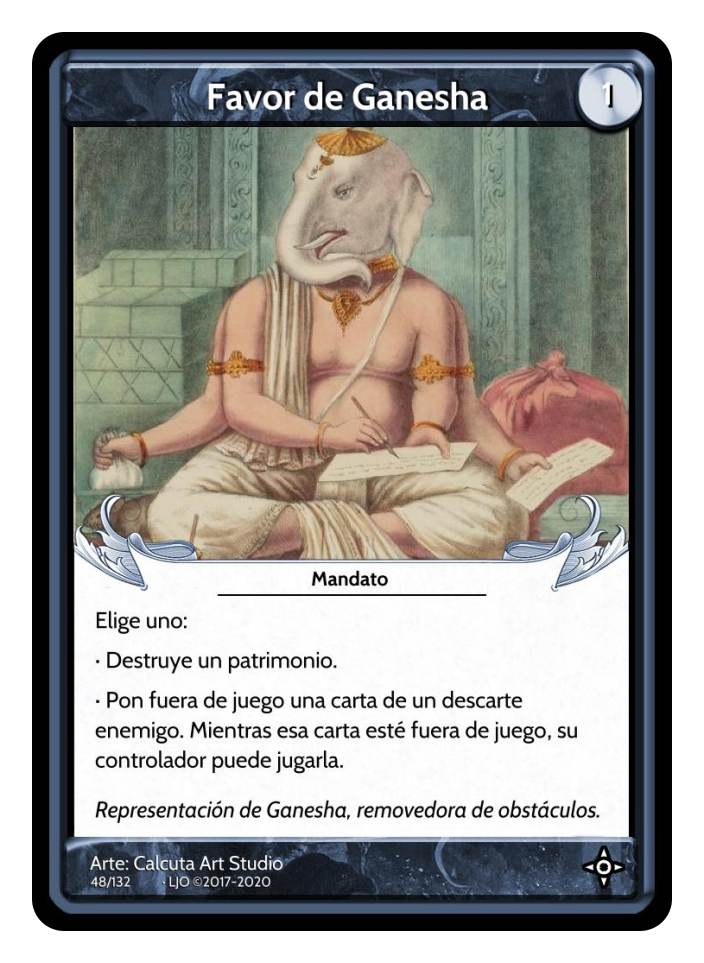 Favor de Ganesha
1
Mandato
Elige uno:
· Destruye un patrimonio.
· Pon fuera de juego una carta de un descarte
enemigo. Mientras esa carta esté fuera de juego, su
controlador puede jugarla.
Representación de Ganesha, removedora de obstáculos.
Arte: Calcuta Art Studio
48/132 · LJO ©2017-2020